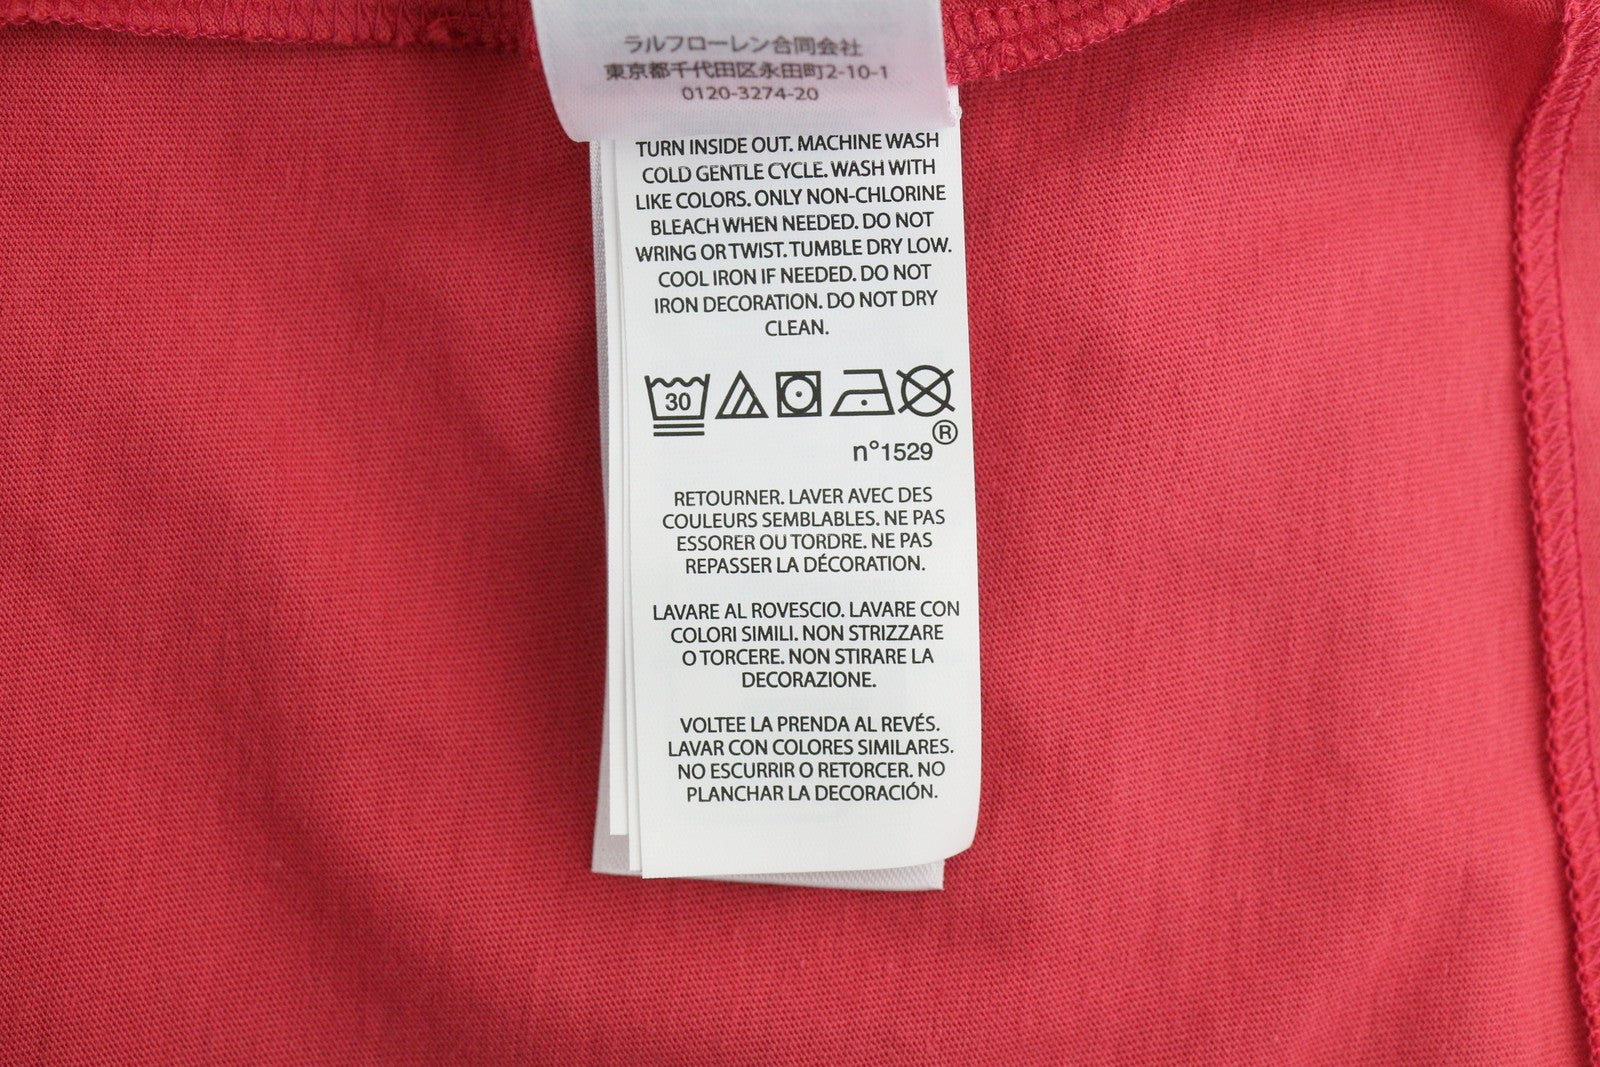 ラルフローレン合同会社
東京都千代田区永田町2-10-1
0120-3274-20
TURN INSIDE OUT. MACHINE WASH
COLD GENTLE CYCLE. WASH WITH
LIKE COLORS. ONLY NON-CHLORINE
BLEACH WHEN NEEDED. DO NOT
WRING OR TWIST. TUMBLE DRY LOW.
COOL IRON IF NEEDED. DO NOT
IRON DECORATION. DO NOT DRY
CLEAN.
30
n°1529 ®
RETOURNER. LAVER AVEC DES
COULEURS SEMBLABLES. NE PAS
ESSORER OU TORDRE. NE PAS
REPASSER LA DÉCORATION.
LAVARE AL ROVESCIO. LAVARE CON
COLORI SIMILI. NON STRIZZARE
O TORCERE. NON STIRARE LA
DECORAZIONE.
VOLTEE LA PRENDA AL REVÉS.
LAVAR CON COLORES SIMILARES.
NO ESCURRIR O RETORCER. NO
PLANCHAR LA DECORACIÓN.